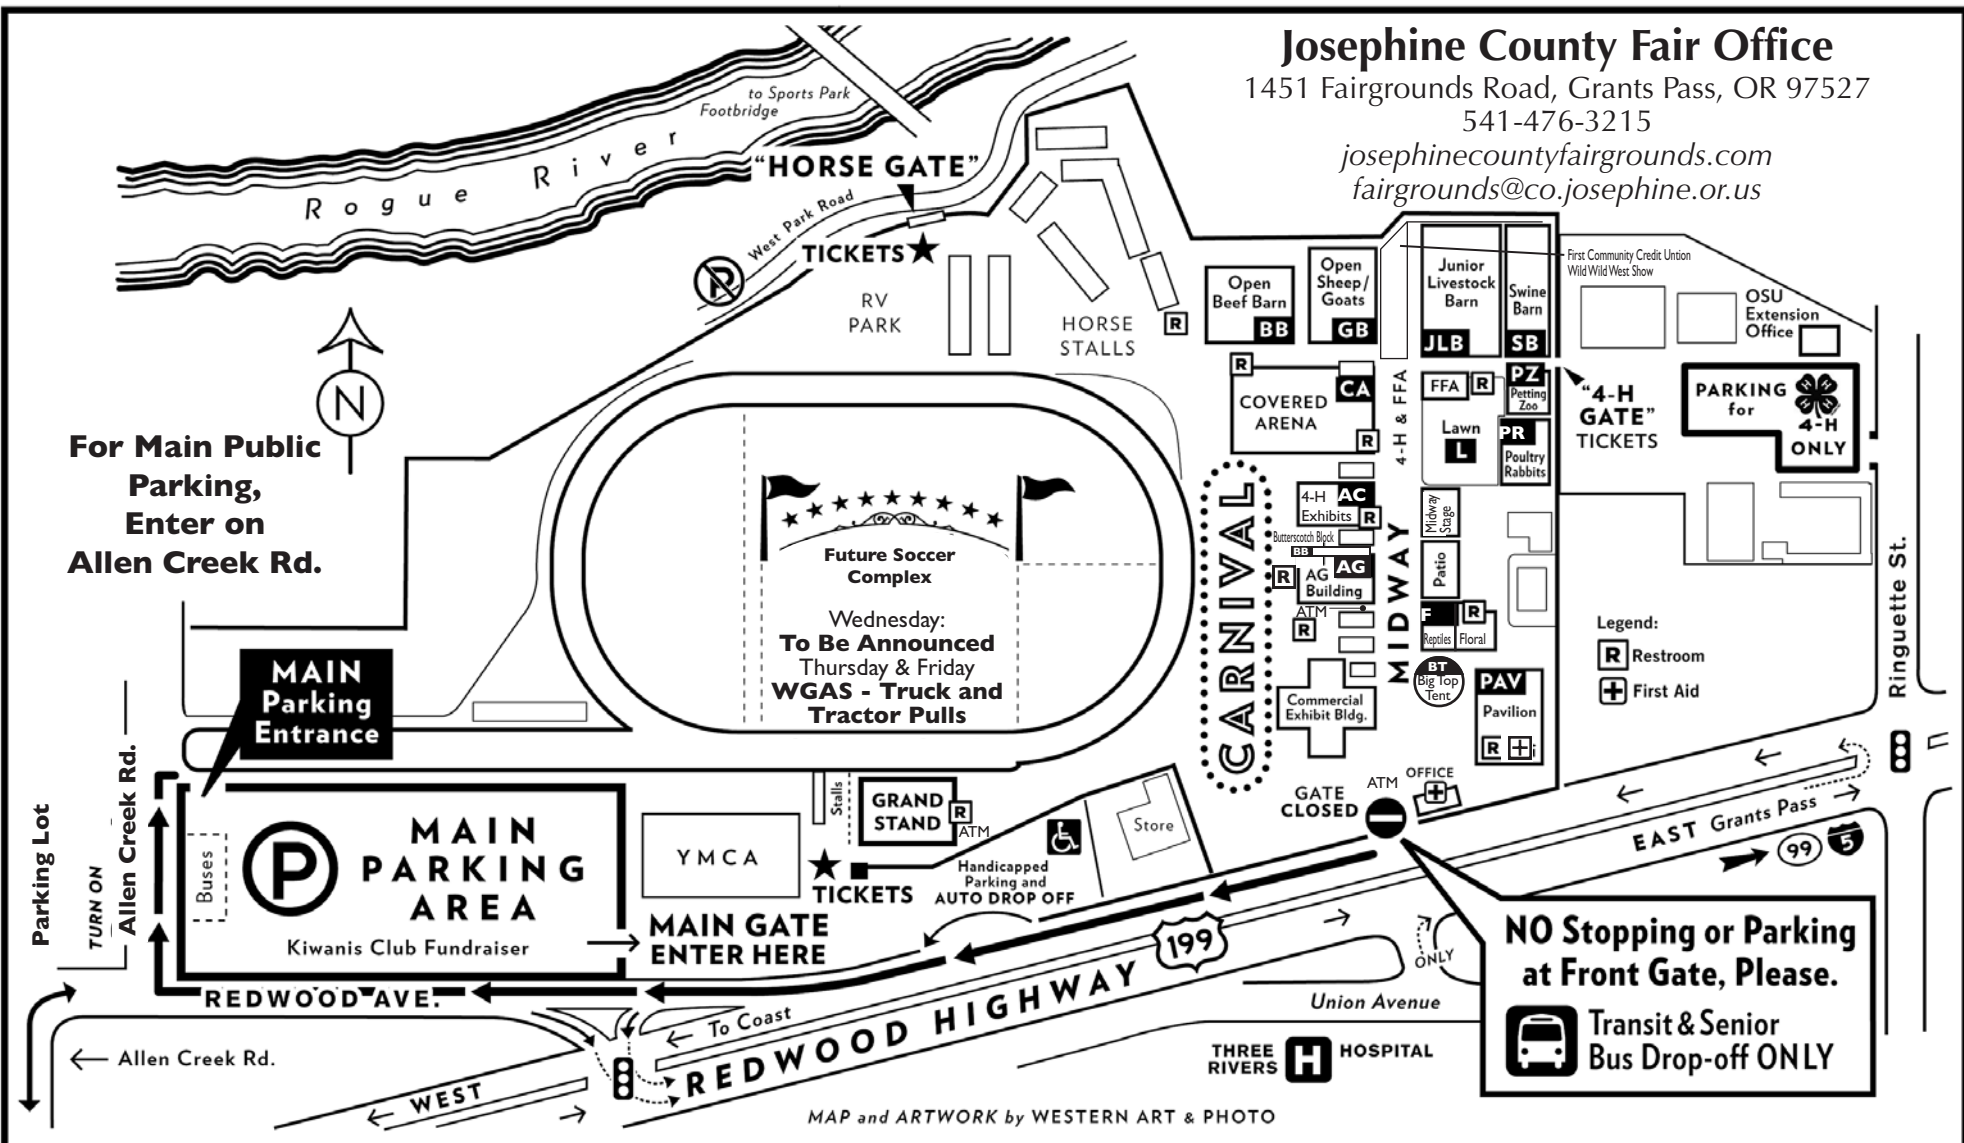 Josephine County Fair Office
1451 Fairgrounds Road, Grants Pass, OR 97527
541-476-3215
josephinecountyfairgrounds.com
fairgrounds@co.josephine.or.us
to Sports Park
Footbridge
Rogue River
"HORSE GATE"
West Park Road
TICKETS
P
RV
PARK
HORSE
STALLS
R
Open
Beef Barn
BB
Open
Sheep/
Goats
GB
Junior
Livestock
Barn
JLB
Swine
Barn
SB
First Community Credit Untion
Wild Wild West Show
OSU
Extension
Office
N
For Main Public
Parking,
Enter on
Allen Creek Rd.
R
COVERED
ARENA
CA
R
4-H & FFA
FFA
R
PZ
Petting
Zoo
Lawn
L
PR
Poultry
Rabbits
"4-H
GATE"
TICKETS
PARKING
for
H H H H
4-H
ONLY
Future Soccer
Complex
Wednesday:
To Be Announced
Thursday & Friday
WGAS - Truck and
Tractor Pulls
CARNIVAL
4-H
Exhibits
AC
R
Butterscotch Block
BB
AG
Building
AG
R
ATM
R
MIDWAY
Midway
Stage
Patio
F
Reptiles
R
Floral
BT
Big Top
Tent
Commercial
Exhibit Bldg.
PAV
Pavilion
R
i
Legend:
R Restroom
First Aid
Ringuette St.
MAIN
Parking
Entrance
Parking Lot
TURN ON
Allen Creek Rd.
Buses
P
MAIN
PARKING
AREA
Kiwanis Club Fundraiser
YMCA
Stalls
GRAND
STAND
R
ATM
TICKETS
MAIN GATE
ENTER HERE
Handicapped
Parking and
AUTO DROP OFF
Store
GATE
CLOSED
ATM
OFFICE
EAST Grants Pass
99
5
REDWOOD AVE.
Allen Creek Rd.
To Coast
WEST
REDWOOD HIGHWAY
199
ONLY
Union Avenue
THREE
RIVERS
H
HOSPITAL
NO Stopping or Parking
at Front Gate, Please.
Transit & Senior
Bus Drop-off ONLY
MAP and ARTWORK by WESTERN ART & PHOTO